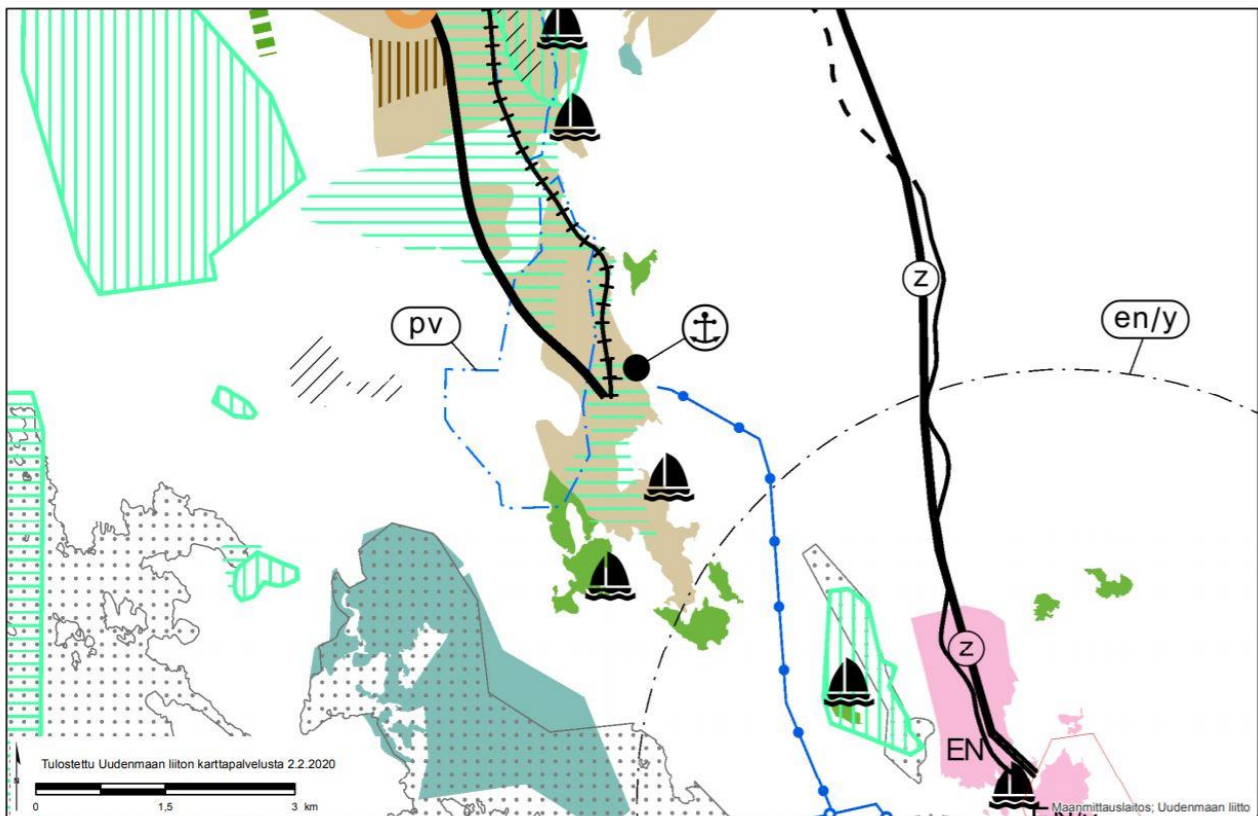 z
pv
en/y
z
EN
Tulostettu Uudenmaan liiton karttapalvelusta 2.2.2020
N
0 1,5 3 km
Maanmittauslaitos; Uudenmaan liitto